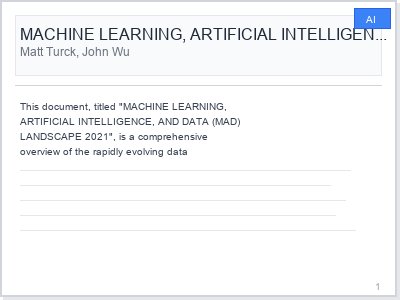 AI
MACHINE LEARNING, ARTIFICIAL INTELLIGEN...
Matt Turck, John Wu
This document, titled "MACHINE LEARNING,
ARTIFICIAL INTELLIGENCE, AND DATA (MAD)
LANDSCAPE 2021", is a comprehensive
overview of the rapidly evolving data
1